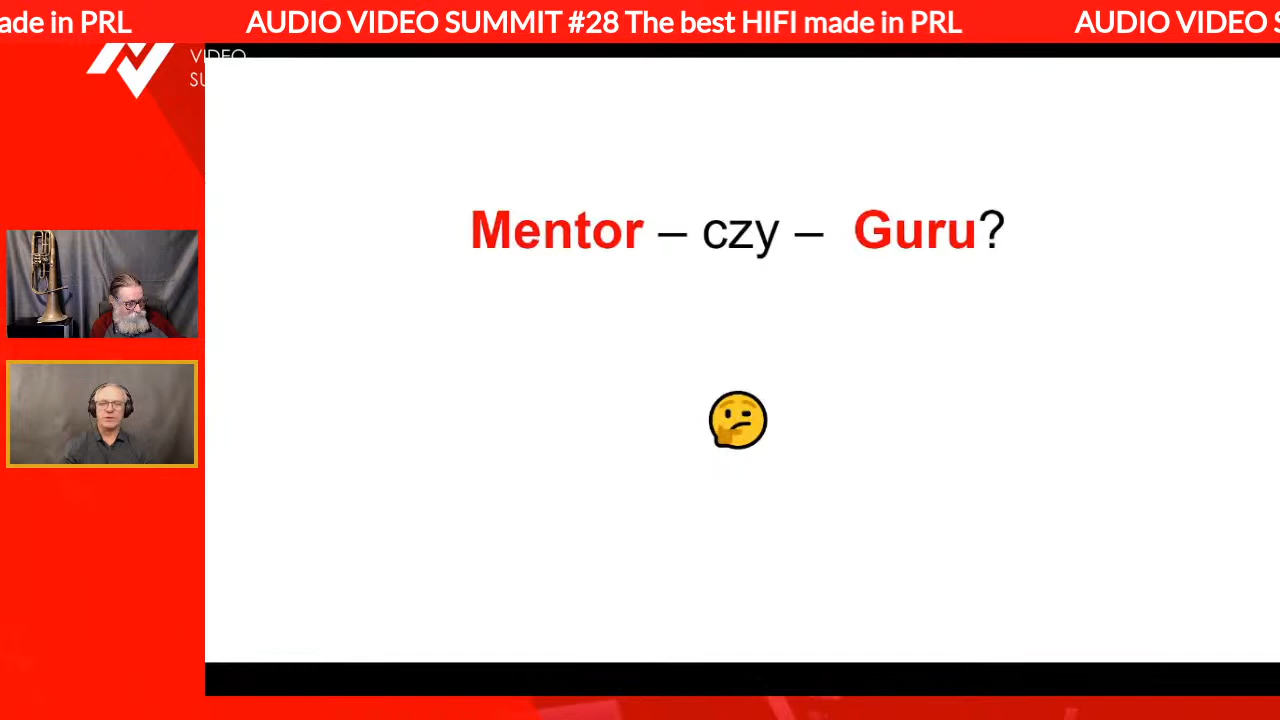 ade in PRL AUDIO VIDEO SUMMIT #28 The best HIFI made in PRL AUDIO VIDEO S
VIDEO
SU
Mentor – czy – Guru?